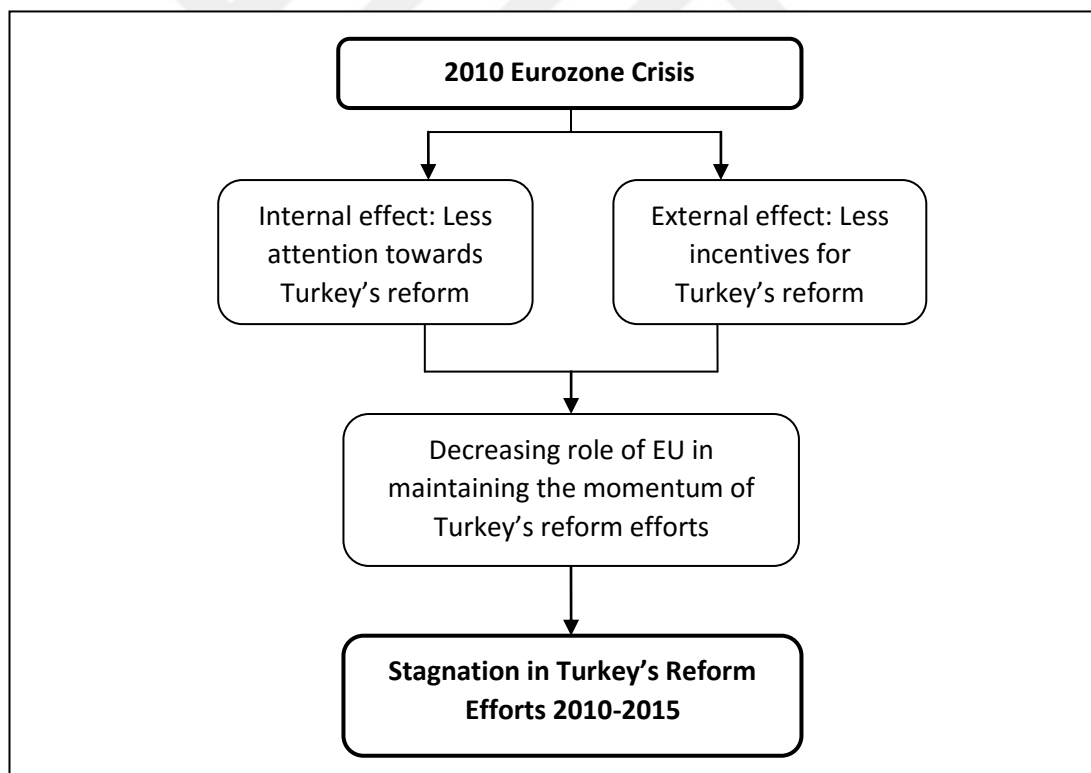 2010 Eurozone Crisis
Internal effect: Less
attention towards
Turkey’s reform
External effect: Less
incentives for
Turkey’s reform
Decreasing role of EU in
maintaining the momentum of
Turkey’s reform efforts
Stagnation in Turkey’s Reform
Efforts 2010-2015